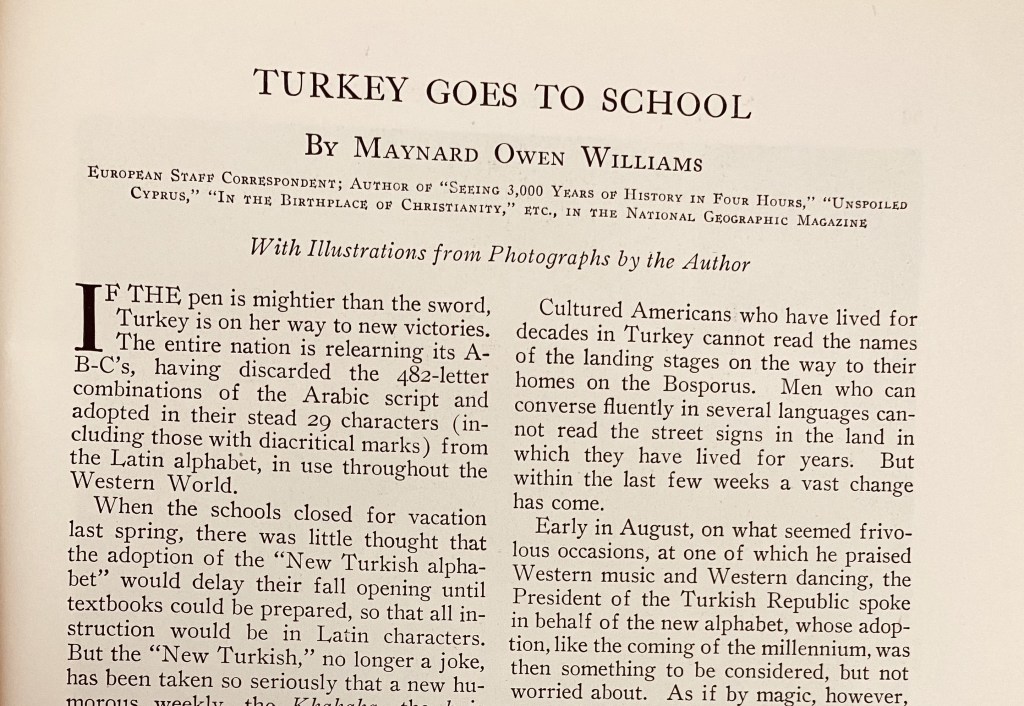 TURKEY GOES TO SCHOOL
By Maynard Owen Williams
European Staff Correspondent; Author of "Seeing 3,000 Years of History in Four Hours," "Unspoiled
Cyprus," "In the Birthplace of Christianity," etc., in the National Geographic Magazine
With Illustrations from Photographs by the Author
IF THE pen is mightier than the sword,
Turkey is on her way to new victories.
The entire nation is relearning its A-
B-C's, having discarded the 482-letter
combinations of the Arabic script and
adopted in their stead 29 characters (in-
cluding those with diacritical marks) from
the Latin alphabet, in use throughout the
Western World.
When the schools closed for vacation
last spring, there was little thought that
the adoption of the "New Turkish alpha-
bet" would delay their fall opening until
textbooks could be prepared, so that all in-
struction would be in Latin characters.
But the "New Turkish," no longer a joke,
has been taken so seriously that a new hu-
morous weekly, the
Cultured Americans who have lived for
decades in Turkey cannot read the names
of the landing stages on the way to their
homes on the Bosporus. Men who can
converse fluently in several languages can-
not read the street signs in the land in
which they have lived for years. But
within the last few weeks a vast change
has come.
Early in August, on what seemed frivo-
lous occasions, at one of which he praised
Western music and Western dancing, the
President of the Turkish Republic spoke
in behalf of the new alphabet, whose adop-
tion, like the coming of the millennium, was
then something to be considered, but not
worried about. As if by magic, however,